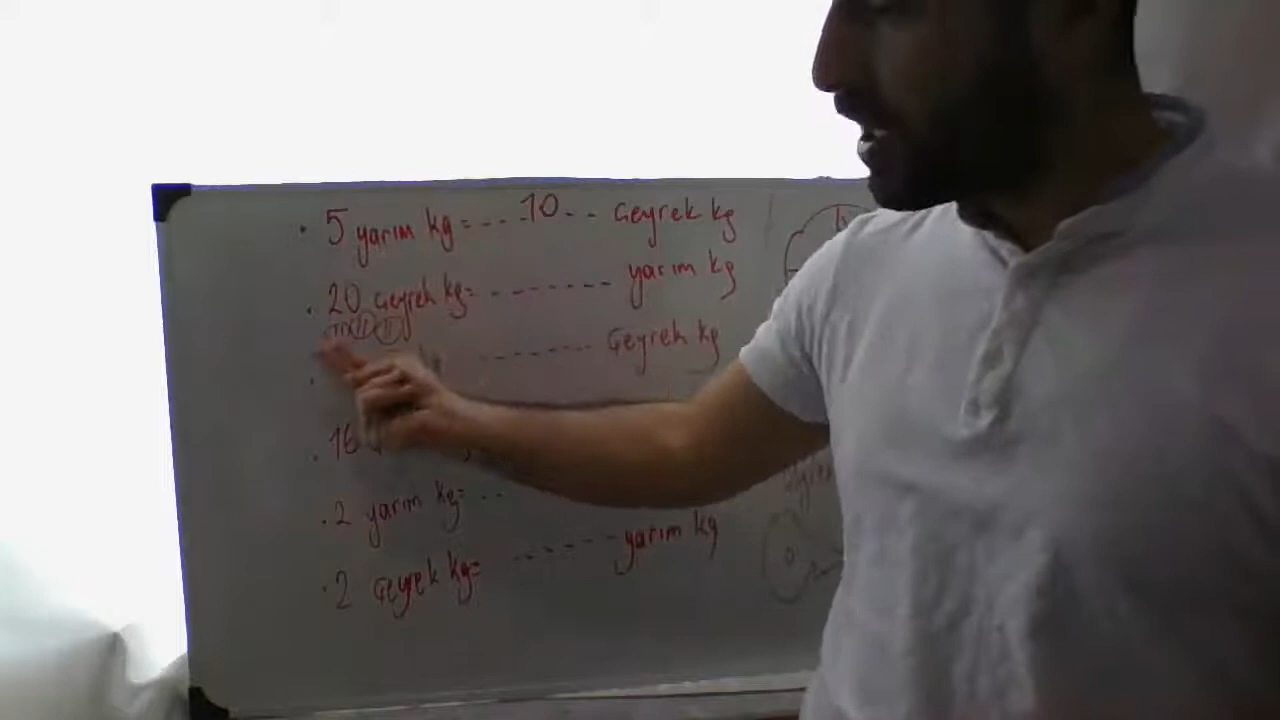 • 5 yarım kg = ... 10 .. Çeyrek kg
• 20 Çeyrek kg= ........ yarım kg
• ....... Çeyrek kg
• 16
• 2 yarım kg= ..
• 2 Çeyrek kg= ...... yarım kg